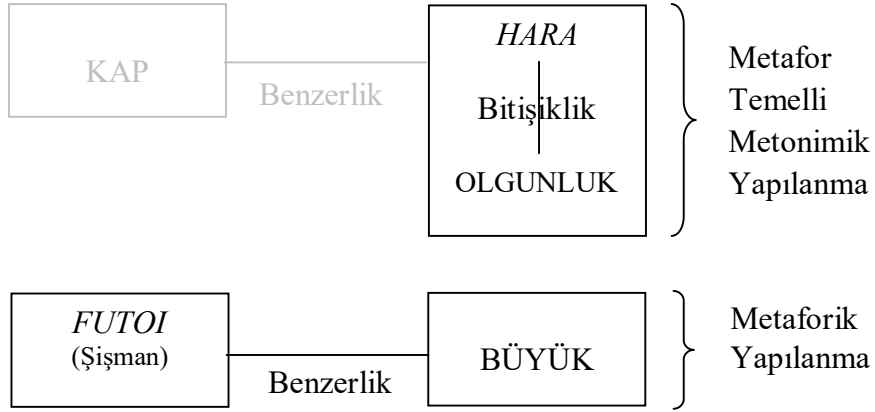 KAP
Benzerlik
HARA
Bitişiklik
OLGUNLUK
Metafor
Temelli
Metonimik
Yapılanma
FUTOI
(Şişman)
Benzerlik
BÜYÜK
Metaforik
Yapılanma